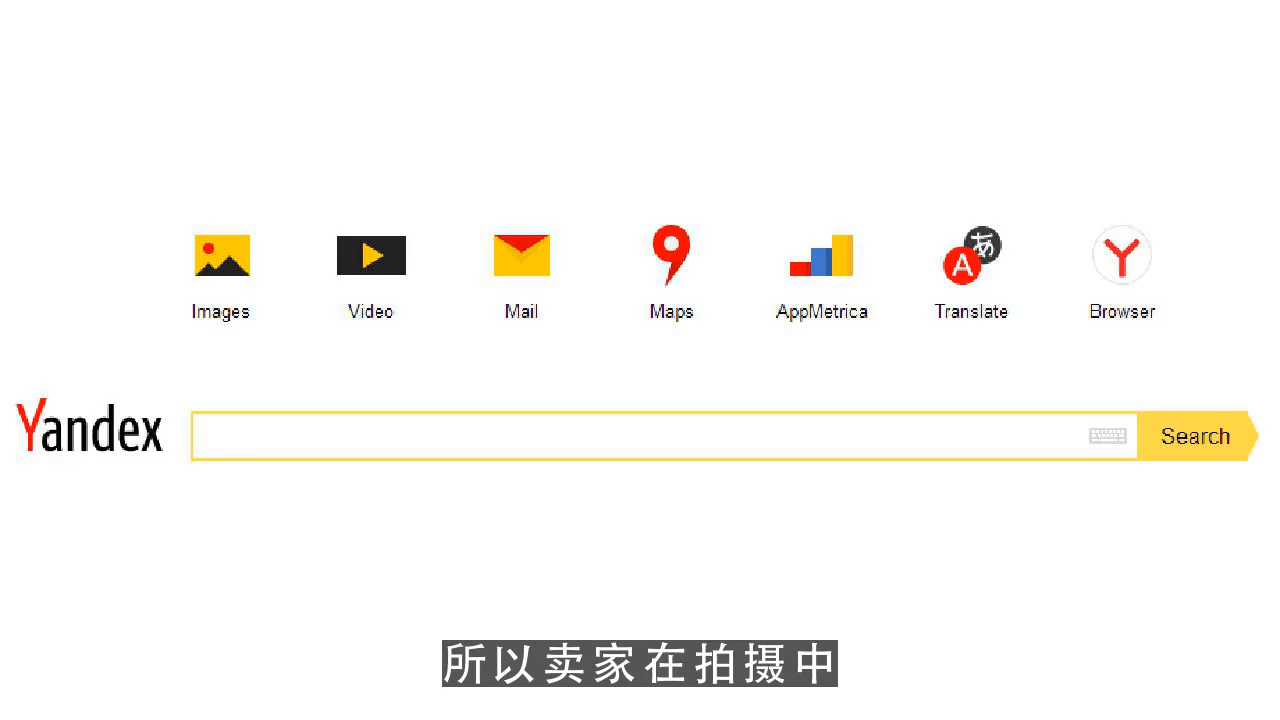 Images Video Mail Maps AppMetrica Translate Browser
Yandex Search
所以卖家在拍摄中